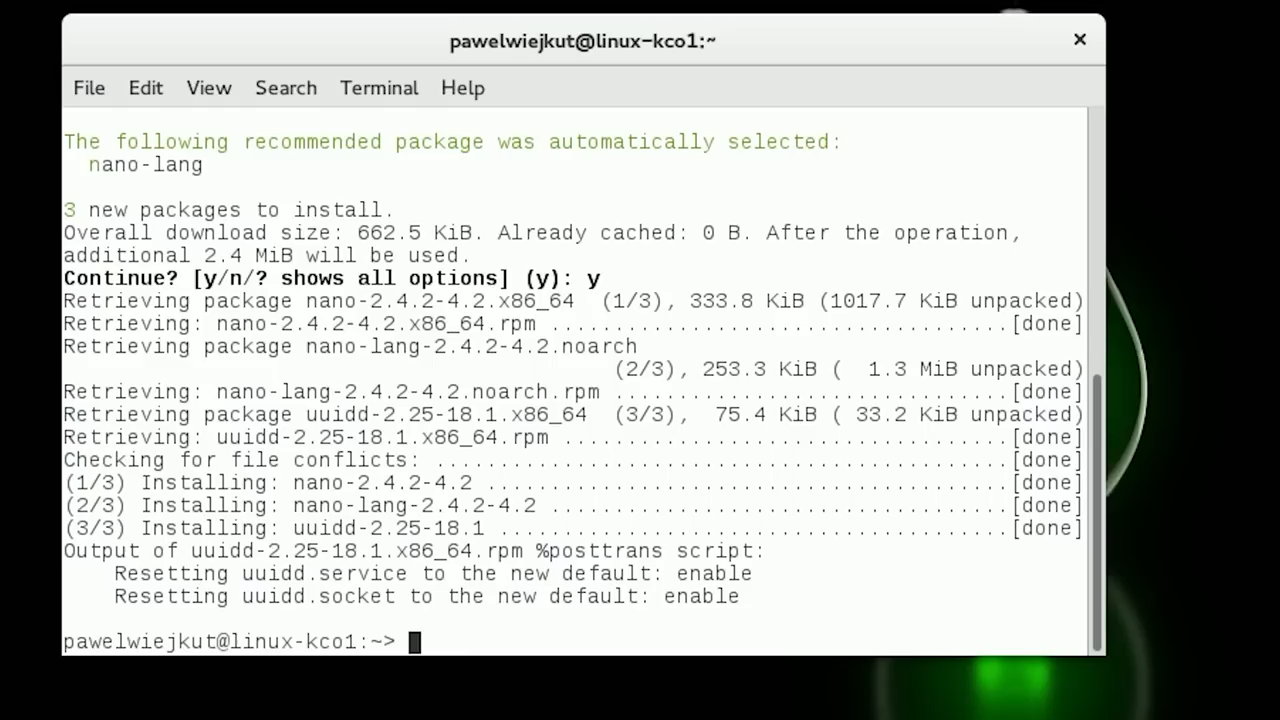 pawelwiejkut@linux-kco1:~
×
File Edit View Search Terminal Help
The following recommended package was automatically selected:
  nano-lang
3 new packages to install.
Overall download size: 662.5 KiB. Already cached: 0 B. After the operation,
additional 2.4 MiB will be used.
Continue? [y/n/? shows all options] (y): y
Retrieving package nano-2.4.2-4.2.x86_64  (1/3), 333.8 KiB (1017.7 KiB unpacked)
Retrieving: nano-2.4.2-4.2.x86_64.rpm ....................................[done]
Retrieving package nano-lang-2.4.2-4.2.noarch
                                           (2/3), 253.3 KiB (  1.3 MiB unpacked)
Retrieving: nano-lang-2.4.2-4.2.noarch.rpm ...............................[done]
Retrieving package uuidd-2.25-18.1.x86_64  (3/3),  75.4 KiB ( 33.2 KiB unpacked)
Retrieving: uuidd-2.25-18.1.x86_64.rpm ...................................[done]
Checking for file conflicts: .............................................[done]
(1/3) Installing: nano-2.4.2-4.2 .........................................[done]
(2/3) Installing: nano-lang-2.4.2-4.2 ....................................[done]
(3/3) Installing: uuidd-2.25-18.1 ........................................[done]
Output of uuidd-2.25-18.1.x86_64.rpm %posttrans script:
    Resetting uuidd.service to the new default: enable
    Resetting uuidd.socket to the new default: enable
pawelwiejkut@linux-kco1:~>